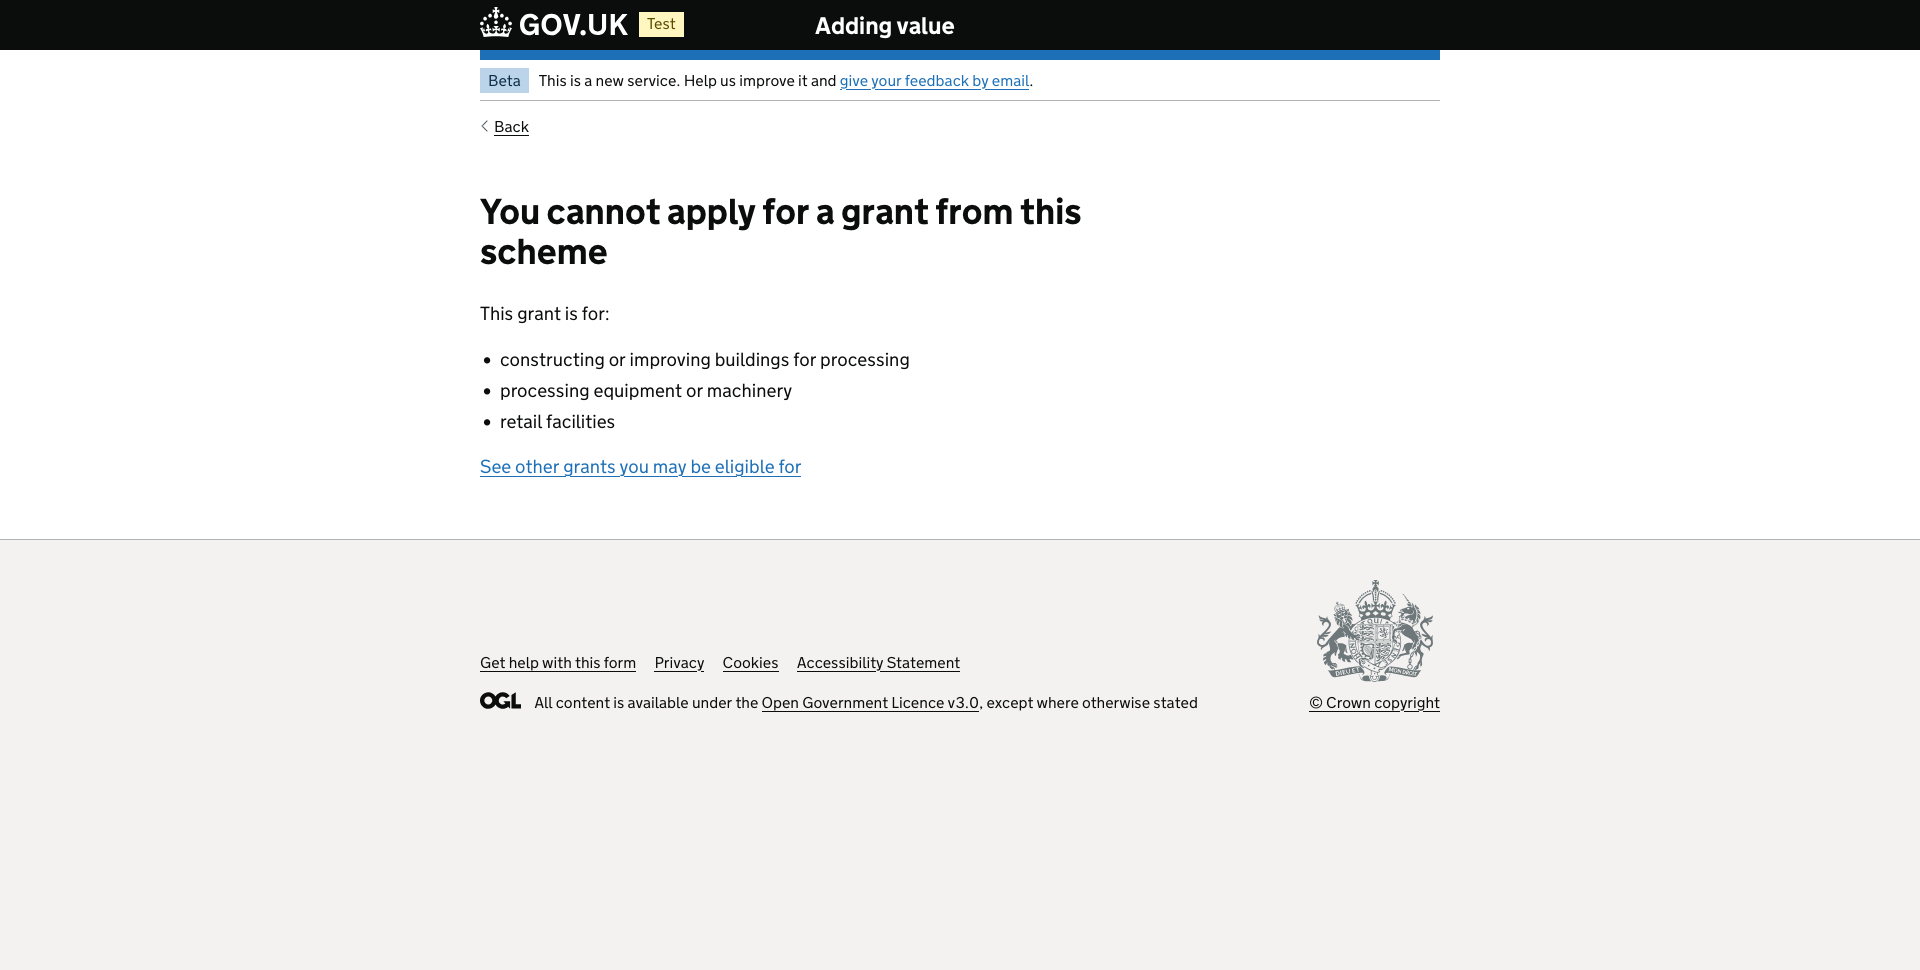 GOV.UK Test Adding value
Beta This is a new service. Help us improve it and give your feedback by email.
Back
You cannot apply for a grant from this
scheme
This grant is for:
• constructing or improving buildings for processing
• processing equipment or machinery
• retail facilities
See other grants you may be eligible for
Get help with this form Privacy Cookies Accessibility Statement
OGL All content is available under the Open Government Licence v3.0, except where otherwise stated
© Crown copyright